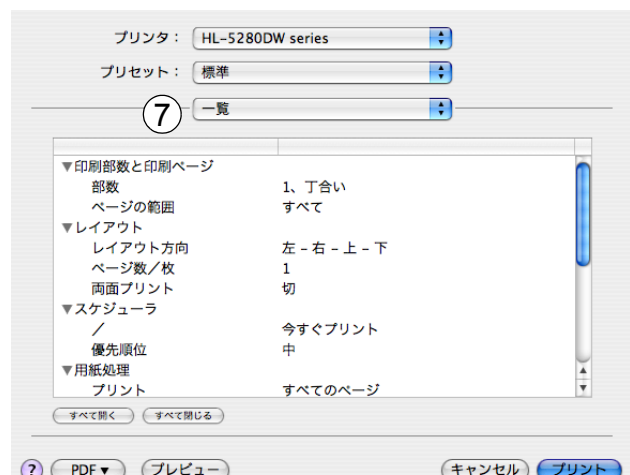 プリンタ： HL-5280DW series
プリセット： 標準
⑦ 一覧
▼印刷部数と印刷ページ
部数 1、丁合い
ページの範囲 すべて
▼レイアウト
レイアウト方向 左 – 右 – 上 – 下
ページ数／枚 1
両面プリント 切
▼スケジューラ
／ 今すぐプリント
優先順位 中
▼用紙処理
プリント すべてのページ
すべて開く すべて閉じる
? PDF▼ プレビュー キャンセル プリント